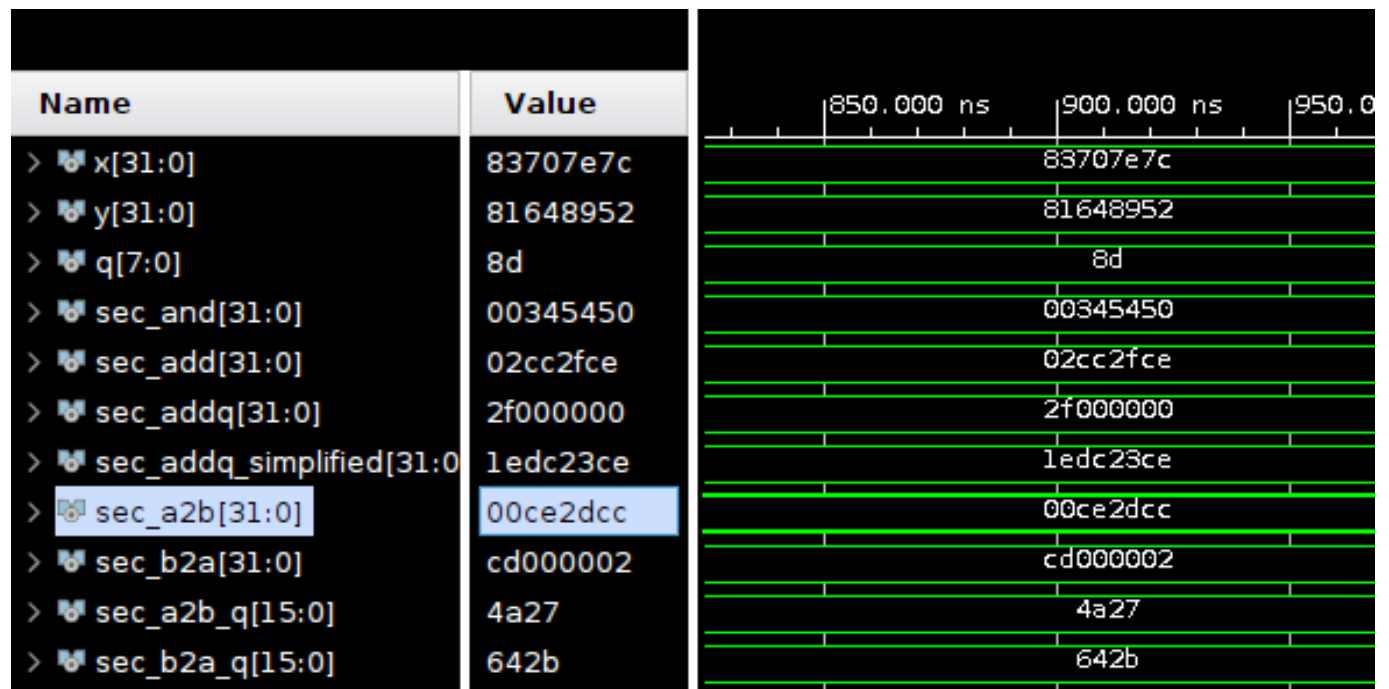 Name Value |850.000 ns |900.000 ns |950.0
> x[31:0] 83707e7c 83707e7c
> y[31:0] 81648952 81648952
> q[7:0] 8d 8d
> sec_and[31:0] 00345450 00345450
> sec_add[31:0] 02cc2fce 02cc2fce
> sec_addq[31:0] 2f000000 2f000000
> sec_addq_simplified[31:0 1edc23ce 1edc23ce
> sec_a2b[31:0] 00ce2dcc 00ce2dcc
> sec_b2a[31:0] cd000002 cd000002
> sec_a2b_q[15:0] 4a27 4a27
> sec_b2a_q[15:0] 642b 642b